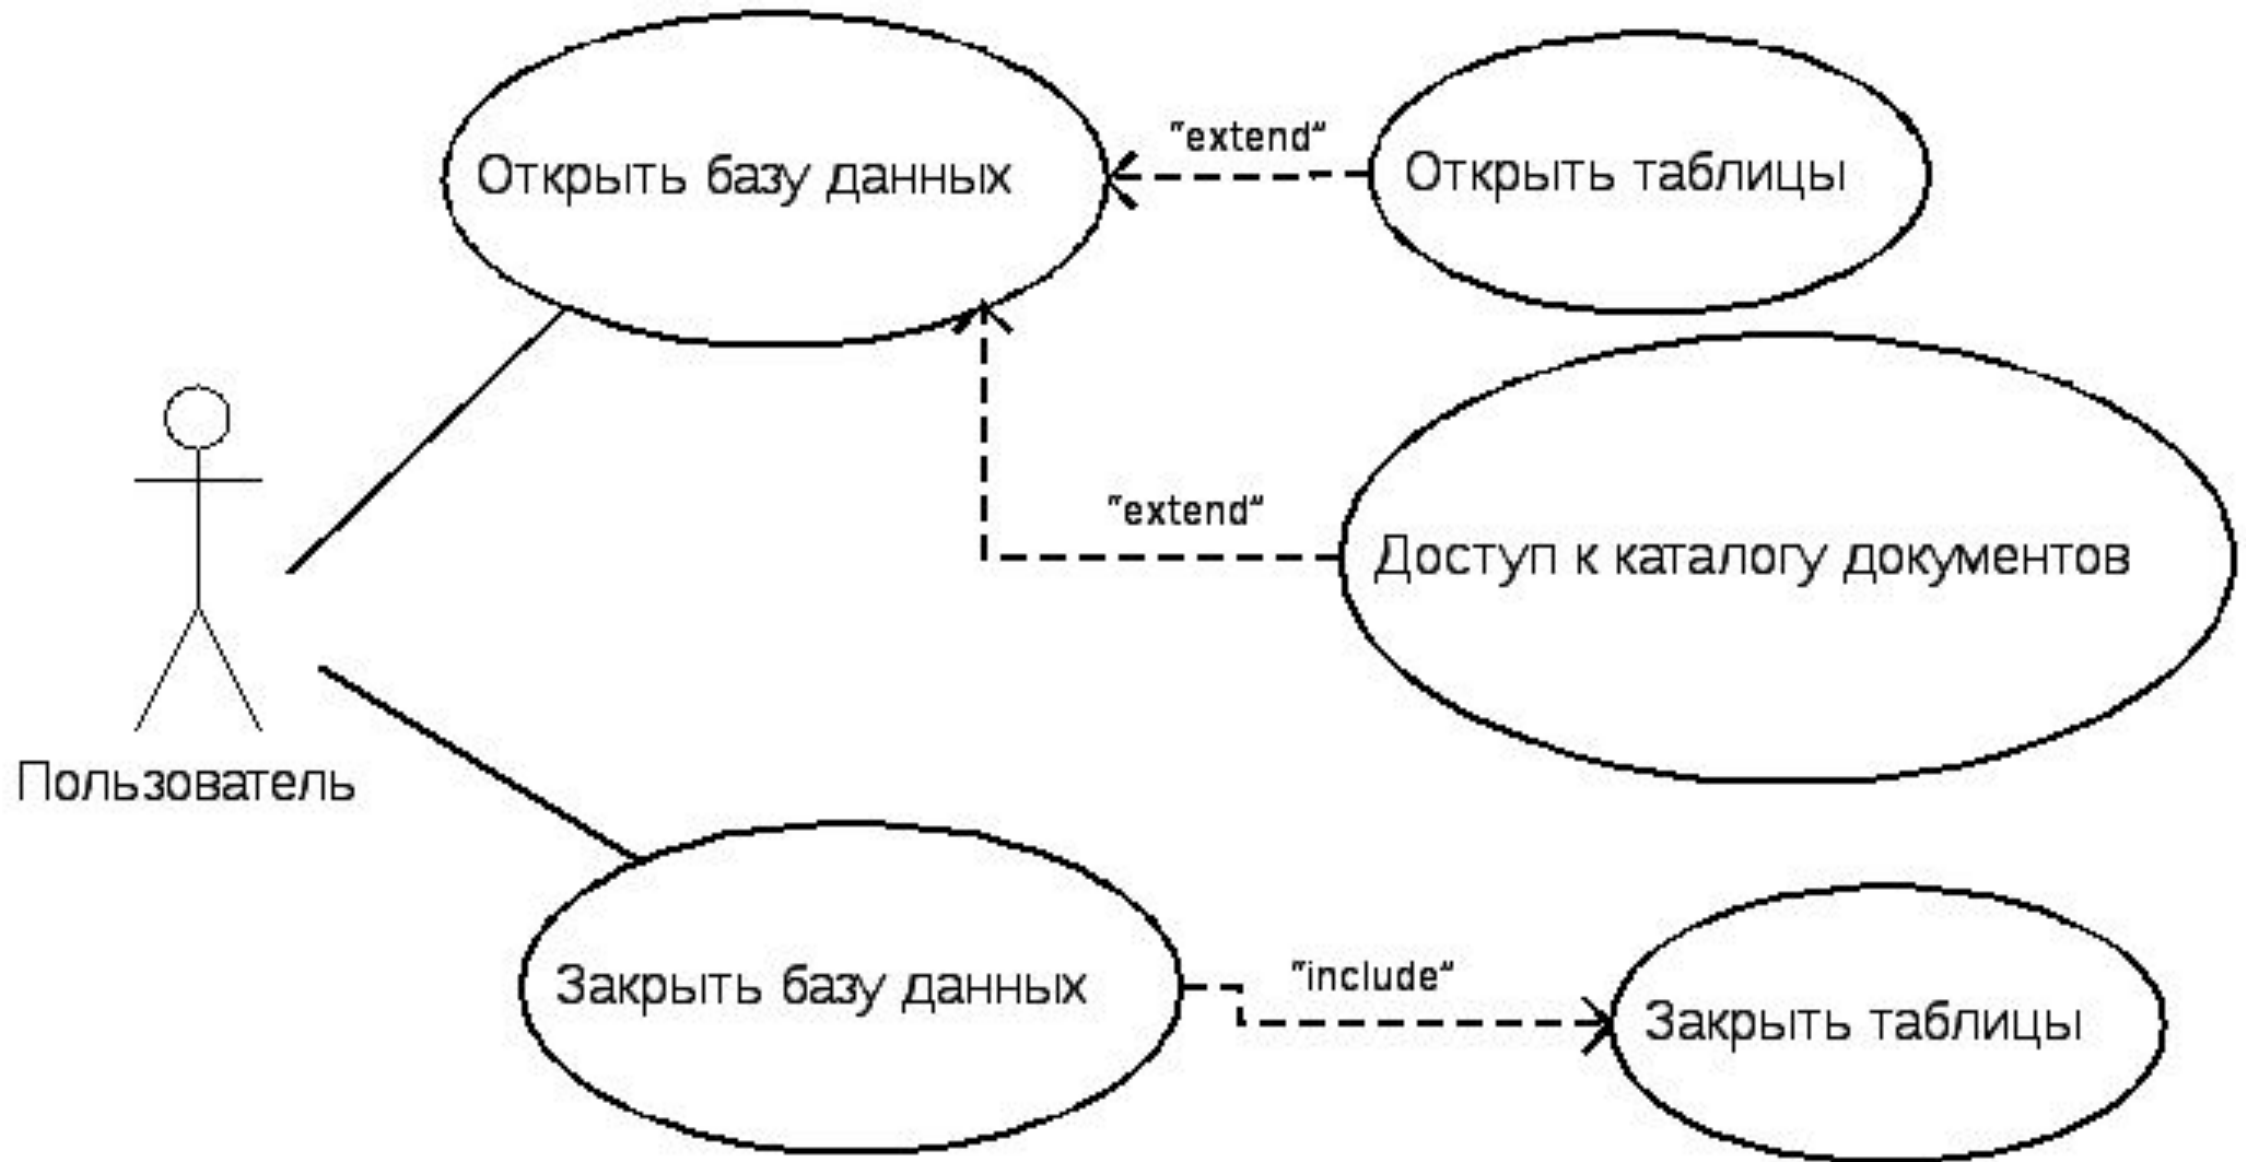 Открыть базу данных
"extend"
Открыть таблицы
"extend"
Доступ к каталогу документов
Пользователь
Закрыть базу данных
"include"
Закрыть таблицы